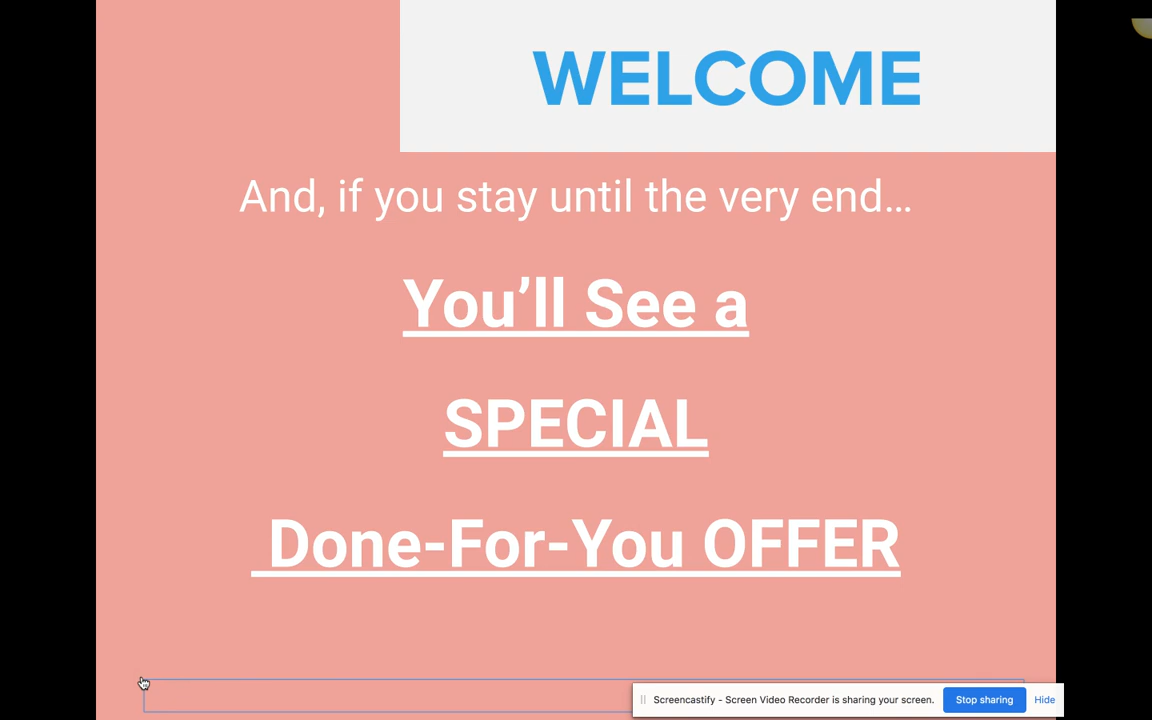 WELCOME
And, if you stay until the very end…
You’ll See a
SPECIAL
Done-For-You OFFER
Screencastify - Screen Video Recorder is sharing your screen. Stop sharing Hide